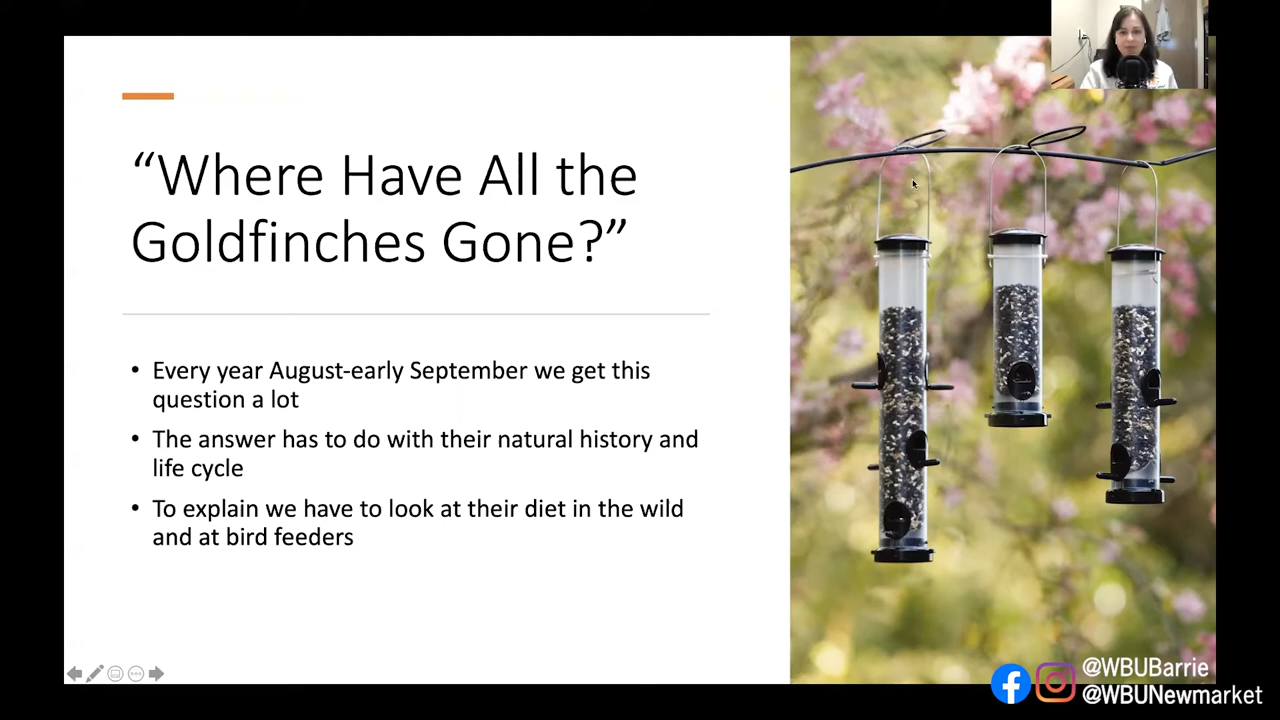 “Where Have All the
Goldfinches Gone?”
• Every year August-early September we get this
question a lot
• The answer has to do with their natural history and
life cycle
• To explain we have to look at their diet in the wild
and at bird feeders
@WBUBarrie
@WBUNewmarket